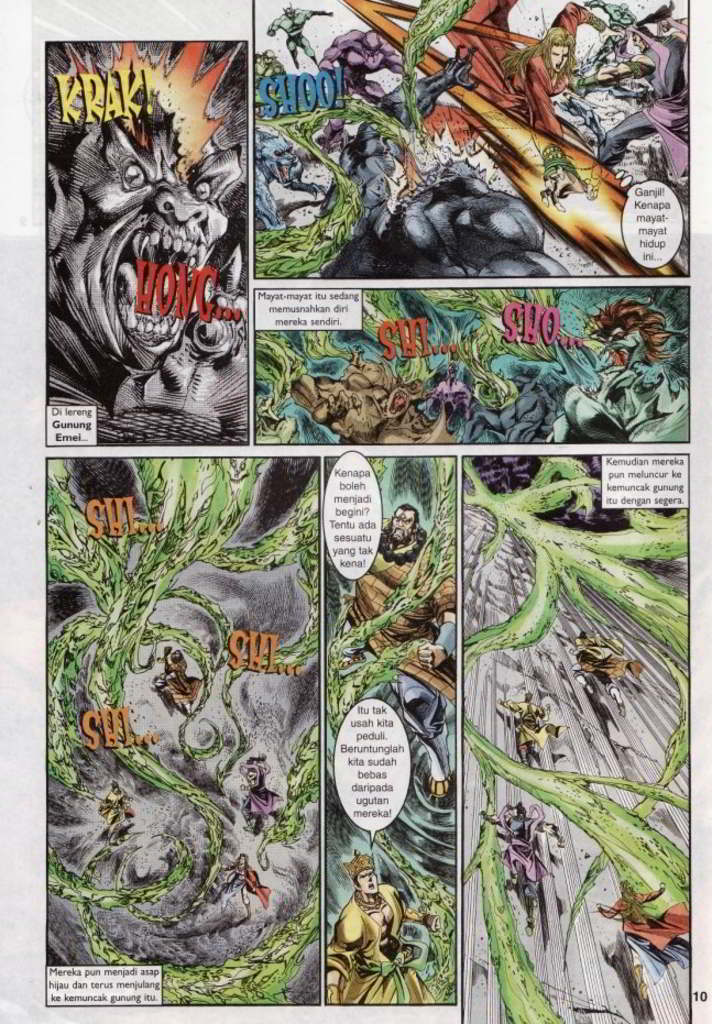 KRAK!
HONG...
Di lereng
Gunung
Emei...
SHOO!
Ganjil!
Kenapa
mayat-
mayat
hidup
ini...
Mayat-mayat itu sedang
memusnahkan diri
mereka sendiri.
SHI...
SHO...
SHI...
SHI...
SHI...
Mereka pun menjadi asap
hijau dan terus menjulang
ke kemuncak gunung itu.
Kenapa
boleh
menjadi
begini?
Tentu ada
sesuatu
yang tak
kena!
Itu tak
usah kita
peduli.
Beruntunglah
kita sudah
bebas
daripada
ugutan
mereka!
Kemudian mereka
pun meluncur ke
kemuncak gunung
itu dengan segera.
10